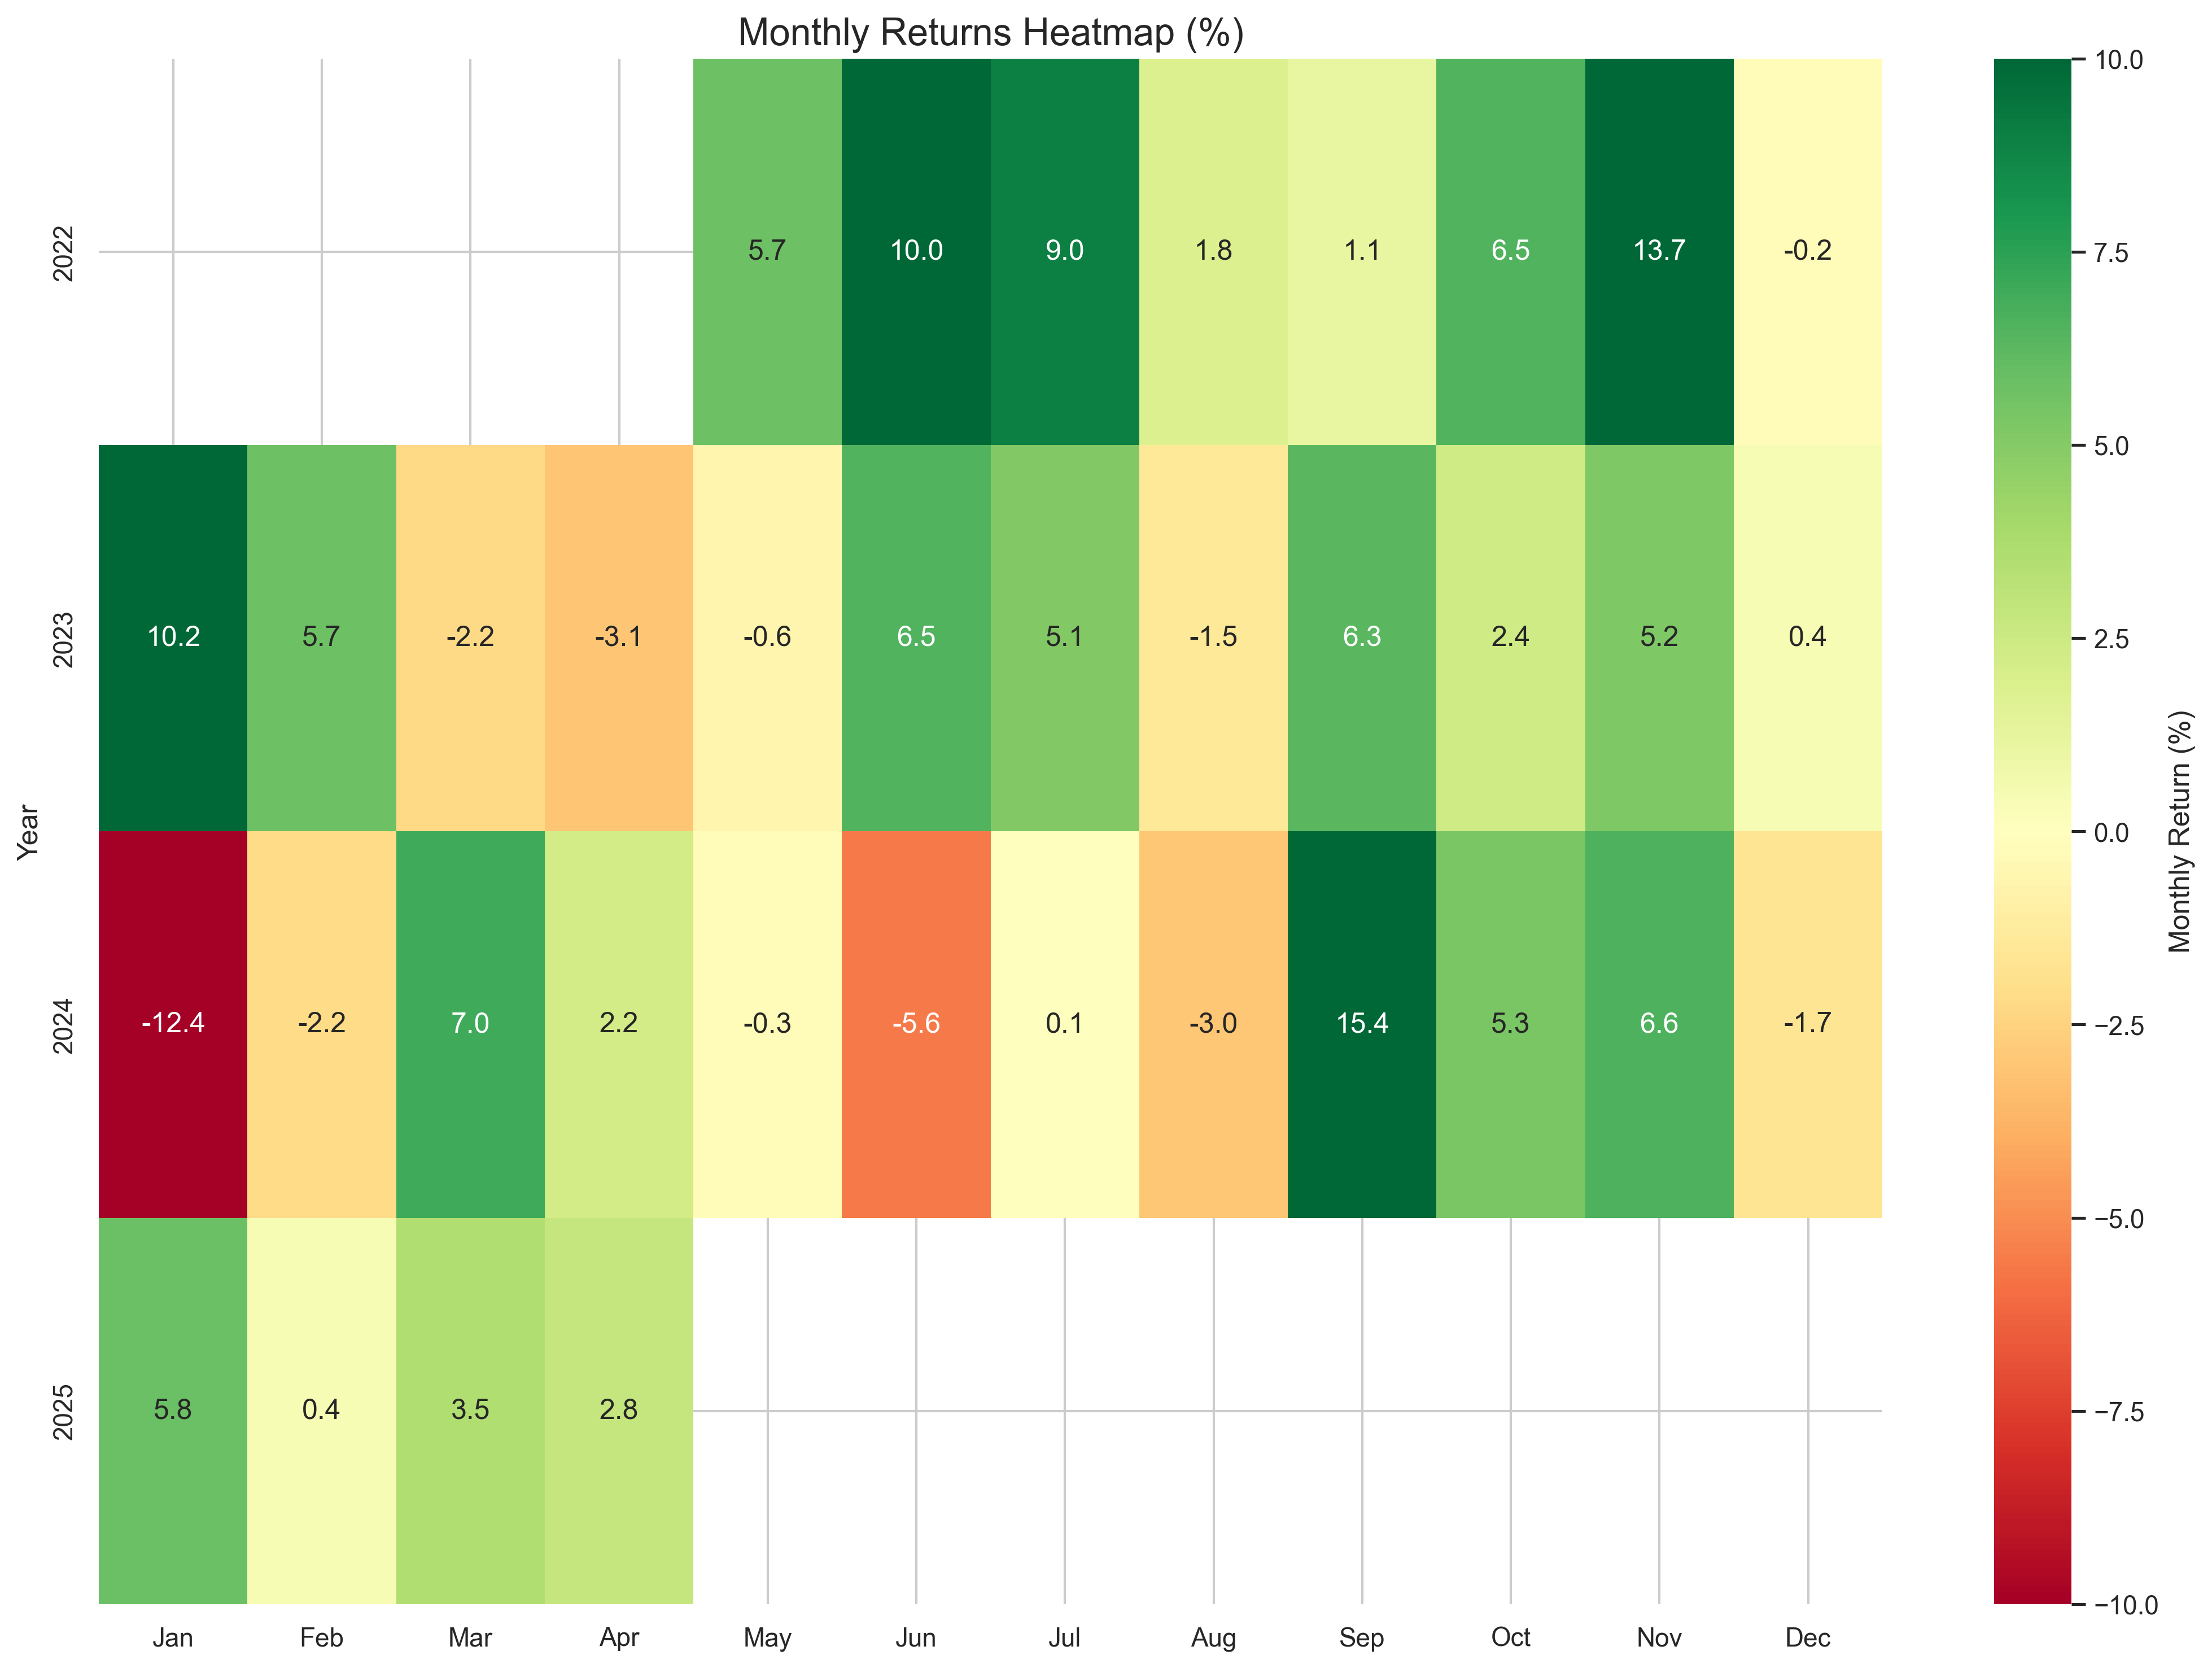 Monthly Returns Heatmap (%)
Year
2022
5.7 10.0 9.0 1.8 1.1 6.5 13.7 -0.2
2023
10.2 5.7 -2.2 -3.1 -0.6 6.5 5.1 -1.5 6.3 2.4 5.2 0.4
2024
-12.4 -2.2 7.0 2.2 -0.3 -5.6 0.1 -3.0 15.4 5.3 6.6 -1.7
2025
5.8 0.4 3.5 2.8
Jan Feb Mar Apr May Jun Jul Aug Sep Oct Nov Dec
10.0
7.5
5.0
2.5
0.0
−2.5
−5.0
−7.5
−10.0
Monthly Return (%)